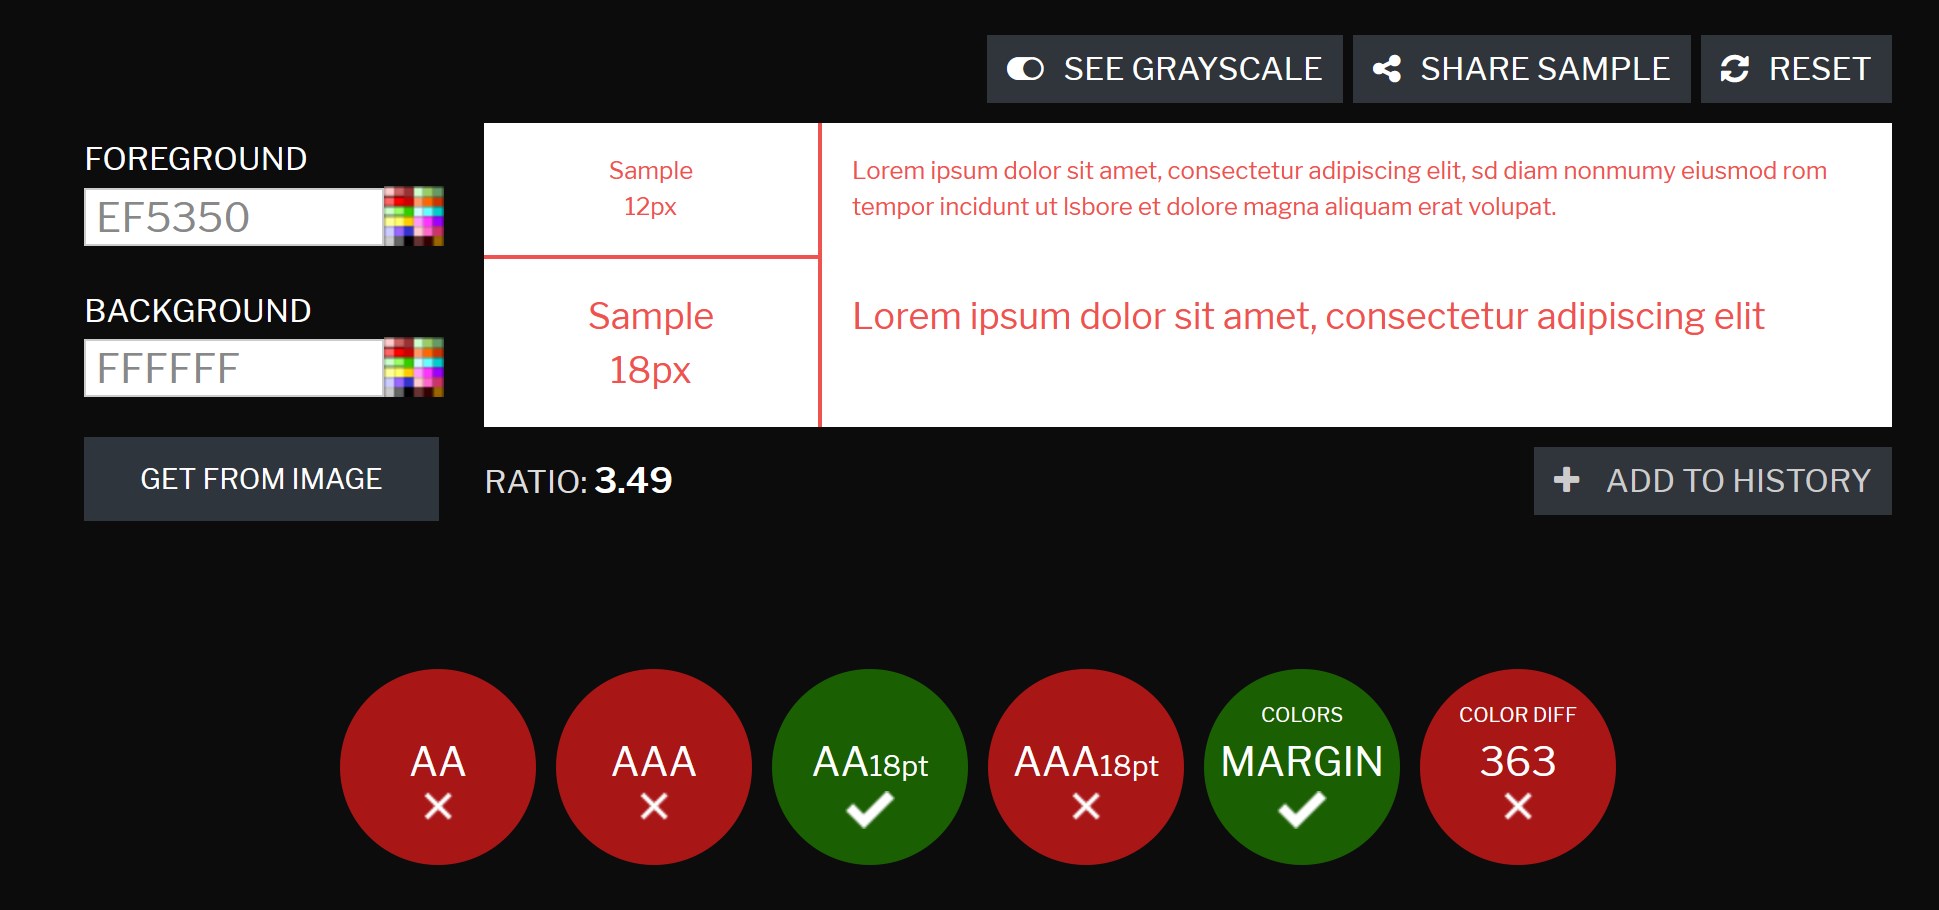 SEE GRAYSCALE
SHARE SAMPLE
RESET
FOREGROUND
EF5350
BACKGROUND
FFFFFF
GET FROM IMAGE
Sample
12px
Lorem ipsum dolor sit amet, consectetur adipiscing elit, sd diam nonmumy eiusmod rom
tempor incidunt ut lsbore et dolore magna aliquam erat volupat.
Sample
18px
Lorem ipsum dolor sit amet, consectetur adipiscing elit
RATIO: 3.49
ADD TO HISTORY
AA
AAA
AA18pt
AAA18pt
COLORS
MARGIN
COLOR DIFF
363